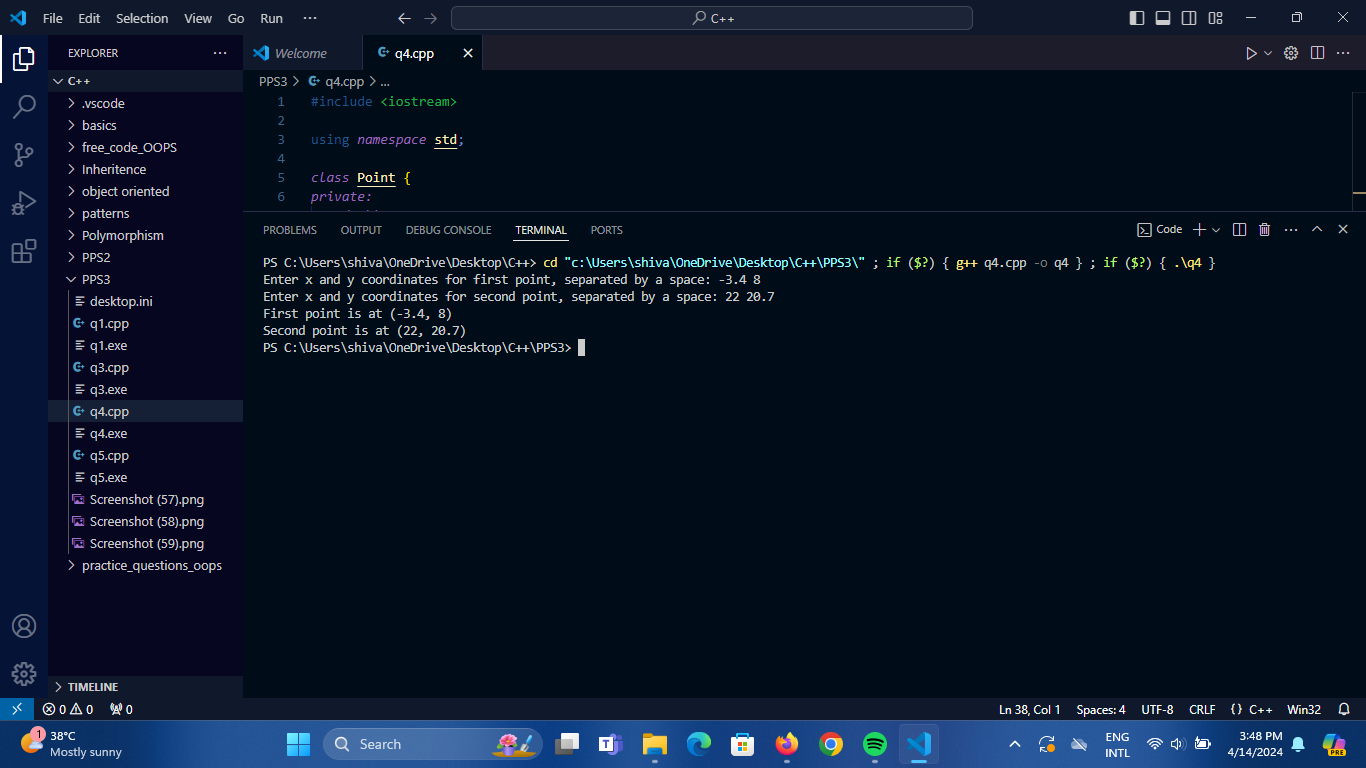 File Edit Selection View Go Run ···
C++
EXPLORER ···
C++
.vscode
basics
free_code_OOPS
Inheritence
object oriented
patterns
Polymorphism
PPS2
PPS3
desktop.ini
q1.cpp
q1.exe
q3.cpp
q3.exe
q4.cpp
q4.exe
q5.cpp
q5.exe
Screenshot (57).png
Screenshot (58).png
Screenshot (59).png
practice_questions_oops
TIMELINE
Welcome q4.cpp
PPS3 > q4.cpp > ...
1 #include <iostream>
2
3 using namespace std;
4
5 class Point {
6 private:
PROBLEMS OUTPUT DEBUG CONSOLE TERMINAL PORTS Code
PS C:\Users\shiva\OneDrive\Desktop\C++> cd "c:\Users\shiva\OneDrive\Desktop\C++\PPS3\" ; if ($?) { g++ q4.cpp -o q4 } ; if ($?) { .\q4 }
Enter x and y coordinates for first point, separated by a space: -3.4 8
Enter x and y coordinates for second point, separated by a space: 22 20.7
First point is at (-3.4, 8)
Second point is at (22, 20.7)
PS C:\Users\shiva\OneDrive\Desktop\C++\PPS3>
0 0 0 Ln 38, Col 1 Spaces: 4 UTF-8 CRLF {} C++ Win32
1 38°C
Mostly sunny
Search
ENG
INTL
3:48 PM
4/14/2024
PRE